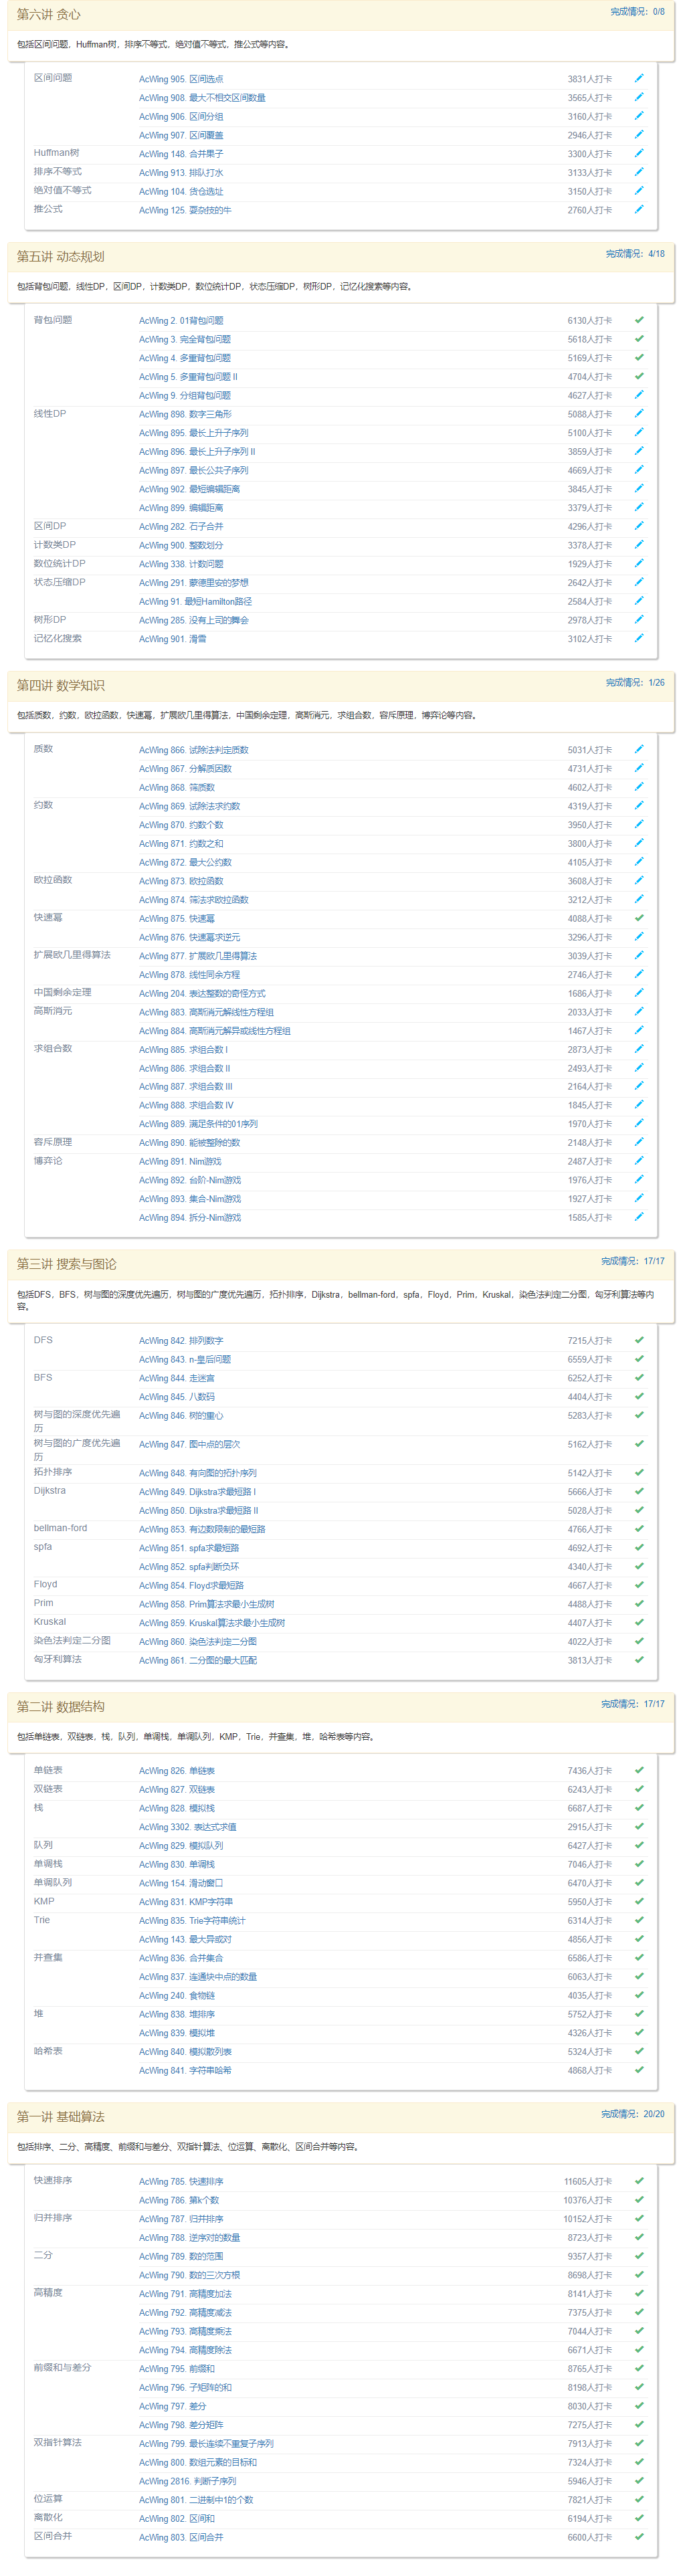 第六讲 贪心 完成情况：0/8
包括区间问题，Huffman树，排序不等式，绝对值不等式，推公式等内容。
区间问题 AcWing 905. 区间选点 3831人打卡
AcWing 908. 最大不相交区间数量 3565人打卡
AcWing 906. 区间分组 3160人打卡
AcWing 907. 区间覆盖 2946人打卡
Huffman树 AcWing 148. 合并果子 3300人打卡
排序不等式 AcWing 913. 排队打水 3133人打卡
绝对值不等式 AcWing 104. 货仓选址 3150人打卡
推公式 AcWing 125. 耍杂技的牛 2760人打卡
第五讲 动态规划 完成情况：4/18
包括背包问题，线性DP，区间DP，计数类DP，数位统计DP，状态压缩DP，树形DP，记忆化搜索等内容。
背包问题 AcWing 2. 01背包问题 6130人打卡
AcWing 3. 完全背包问题 5618人打卡
AcWing 4. 多重背包问题 5169人打卡
AcWing 5. 多重背包问题 II 4704人打卡
AcWing 9. 分组背包问题 4627人打卡
线性DP AcWing 898. 数字三角形 5088人打卡
AcWing 895. 最长上升子序列 5100人打卡
AcWing 896. 最长上升子序列 II 3859人打卡
AcWing 897. 最长公共子序列 4669人打卡
AcWing 902. 最短编辑距离 3845人打卡
AcWing 899. 编辑距离 3379人打卡
区间DP AcWing 282. 石子合并 4296人打卡
计数类DP AcWing 900. 整数划分 3378人打卡
数位统计DP AcWing 338. 计数问题 1929人打卡
状态压缩DP AcWing 291. 蒙德里安的梦想 2642人打卡
AcWing 91. 最短Hamilton路径 2584人打卡
树形DP AcWing 285. 没有上司的舞会 2978人打卡
记忆化搜索 AcWing 901. 滑雪 3102人打卡
第四讲 数学知识 完成情况：1/26
包括质数，约数，欧拉函数，快速幂，扩展欧几里得算法，中国剩余定理，高斯消元，求组合数，容斥原理，博弈论等内容。
质数 AcWing 866. 试除法判定质数 5031人打卡
AcWing 867. 分解质因数 4731人打卡
AcWing 868. 筛质数 4602人打卡
约数 AcWing 869. 试除法求约数 4319人打卡
AcWing 870. 约数个数 3950人打卡
AcWing 871. 约数之和 3800人打卡
AcWing 872. 最大公约数 4105人打卡
欧拉函数 AcWing 873. 欧拉函数 3608人打卡
AcWing 874. 筛法求欧拉函数 3212人打卡
快速幂 AcWing 875. 快速幂 4088人打卡
AcWing 876. 快速幂求逆元 3296人打卡
扩展欧几里得算法 AcWing 877. 扩展欧几里得算法 3039人打卡
AcWing 878. 线性同余方程 2746人打卡
中国剩余定理 AcWing 204. 表达整数的奇怪方式 1686人打卡
高斯消元 AcWing 883. 高斯消元解线性方程组 2033人打卡
AcWing 884. 高斯消元解异或线性方程组 1467人打卡
求组合数 AcWing 885. 求组合数 I 2873人打卡
AcWing 886. 求组合数 II 2493人打卡
AcWing 887. 求组合数 III 2164人打卡
AcWing 888. 求组合数 IV 1845人打卡
AcWing 889. 满足条件的01序列 1970人打卡
容斥原理 AcWing 890. 能被整除的数 2148人打卡
博弈论 AcWing 891. Nim游戏 2487人打卡
AcWing 892. 台阶-Nim游戏 1976人打卡
AcWing 893. 集合-Nim游戏 1927人打卡
AcWing 894. 拆分-Nim游戏 1585人打卡
第三讲 搜索与图论 完成情况：17/17
包括DFS，BFS，树与图的深度优先遍历，树与图的广度优先遍历，拓扑排序，Dijkstra，bellman-ford，spfa，Floyd，Prim，Kruskal，染色法判定二分图，匈牙利算法等内
容。
DFS AcWing 842. 排列数字 7215人打卡
AcWing 843. n-皇后问题 6559人打卡
BFS AcWing 844. 走迷宫 6252人打卡
AcWing 845. 八数码 4404人打卡
树与图的深度优先遍 AcWing 846. 树的重心 5283人打卡
历
树与图的广度优先遍 AcWing 847. 图中点的层次 5162人打卡
历
拓扑排序 AcWing 848. 有向图的拓扑序列 5142人打卡
Dijkstra AcWing 849. Dijkstra求最短路 I 5666人打卡
AcWing 850. Dijkstra求最短路 II 5028人打卡
bellman-ford AcWing 853. 有边数限制的最短路 4766人打卡
spfa AcWing 851. spfa求最短路 4692人打卡
AcWing 852. spfa判断负环 4340人打卡
Floyd AcWing 854. Floyd求最短路 4667人打卡
Prim AcWing 858. Prim算法求最小生成树 4488人打卡
Kruskal AcWing 859. Kruskal算法求最小生成树 4407人打卡
染色法判定二分图 AcWing 860. 染色法判定二分图 4022人打卡
匈牙利算法 AcWing 861. 二分图的最大匹配 3813人打卡
第二讲 数据结构 完成情况：17/17
包括单链表，双链表，栈，队列，单调栈，单调队列，KMP，Trie，并查集，堆，哈希表等内容。
单链表 AcWing 826. 单链表 7436人打卡
双链表 AcWing 827. 双链表 6243人打卡
栈 AcWing 828. 模拟栈 6687人打卡
AcWing 3302. 表达式求值 2915人打卡
队列 AcWing 829. 模拟队列 6427人打卡
单调栈 AcWing 830. 单调栈 7046人打卡
单调队列 AcWing 154. 滑动窗口 6470人打卡
KMP AcWing 831. KMP字符串 5950人打卡
Trie AcWing 835. Trie字符串统计 6314人打卡
AcWing 143. 最大异或对 4856人打卡
并查集 AcWing 836. 合并集合 6586人打卡
AcWing 837. 连通块中点的数量 6063人打卡
AcWing 240. 食物链 4035人打卡
堆 AcWing 838. 堆排序 5752人打卡
AcWing 839. 模拟堆 4326人打卡
哈希表 AcWing 840. 模拟散列表 5324人打卡
AcWing 841. 字符串哈希 4868人打卡
第一讲 基础算法 完成情况：20/20
包括排序、二分、高精度、前缀和与差分、双指针算法、位运算、离散化、区间合并等内容。
快速排序 AcWing 785. 快速排序 11605人打卡
AcWing 786. 第k个数 10376人打卡
归并排序 AcWing 787. 归并排序 10152人打卡
AcWing 788. 逆序对的数量 8723人打卡
二分 AcWing 789. 数的范围 9357人打卡
AcWing 790. 数的三次方根 8698人打卡
高精度 AcWing 791. 高精度加法 8141人打卡
AcWing 792. 高精度减法 7375人打卡
AcWing 793. 高精度乘法 7044人打卡
AcWing 794. 高精度除法 6671人打卡
前缀和与差分 AcWing 795. 前缀和 8765人打卡
AcWing 796. 子矩阵的和 8198人打卡
AcWing 797. 差分 8030人打卡
AcWing 798. 差分矩阵 7275人打卡
双指针算法 AcWing 799. 最长连续不重复子序列 7913人打卡
AcWing 800. 数组元素的目标和 7324人打卡
AcWing 2816. 判断子序列 5946人打卡
位运算 AcWing 801. 二进制中1的个数 7821人打卡
离散化 AcWing 802. 区间和 6194人打卡
区间合并 AcWing 803. 区间合并 6600人打卡